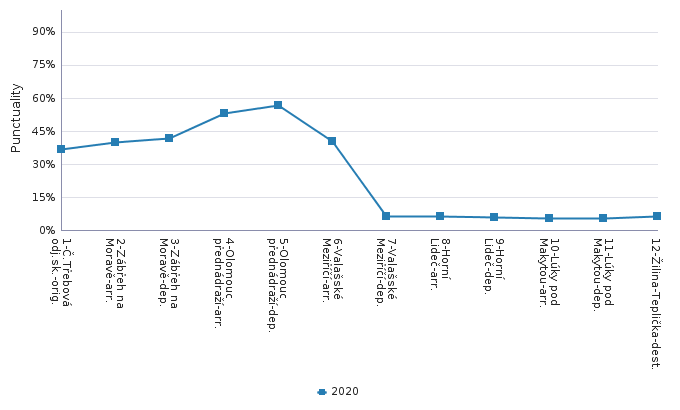 90%
75%
60%
45%
30%
15%
0%
Punctuality
1-Č.Třebová
odj.sk.-orig.
2-Zábřeh na
Moravě-arr.
3-Zábřeh na
Moravě-dep.
4-Olomouc
přednádraží-arr.
5-Olomouc
přednádraží-dep.
6-Valašské
Meziříčí-arr.
7-Valašské
Meziříčí-dep.
8-Horní
Lideč-arr.
9-Horní
Lideč-dep.
10-Lúky pod
Makytou-arr.
11-Lúky pod
Makytou-dep.
12-Žilina-Teplička-dest.
2020